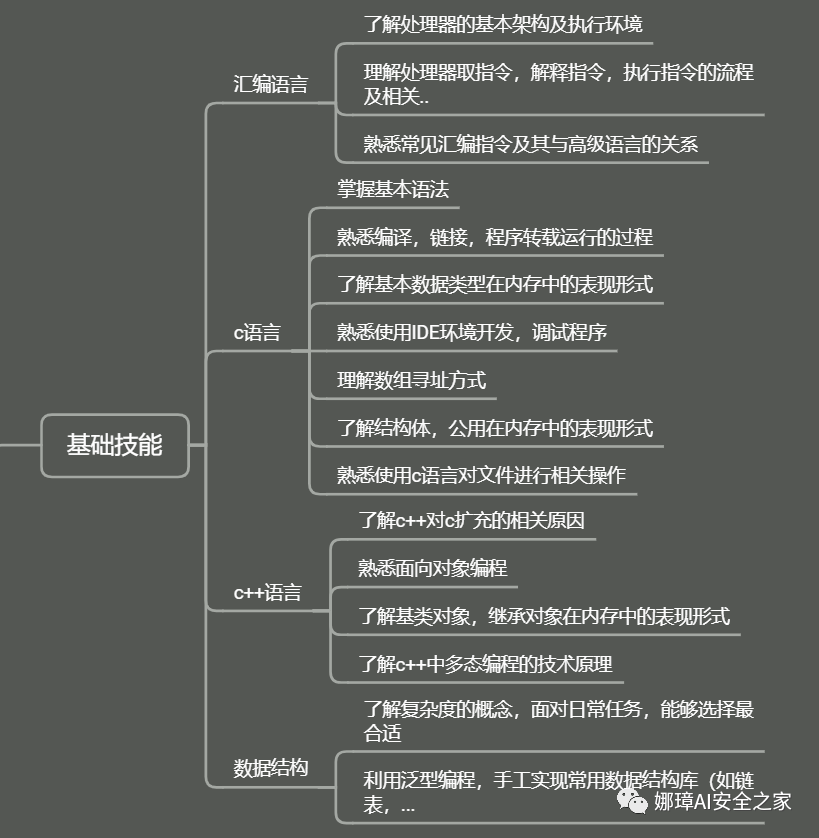 了解处理器的基本架构及执行环境
汇编语言
理解处理器取指令，解释指令，执行指令的流程
及相关..
熟悉常见汇编指令及其与高级语言的关系
掌握基本语法
熟悉编译，链接，程序转载运行的过程
了解基本数据类型在内存中的表现形式
c语言
熟悉使用IDE环境开发，调试程序
理解数组寻址方式
了解结构体，公用在内存中的表现形式
基础技能
熟悉使用c语言对文件进行相关操作
了解c++对c扩充的相关原因
熟悉面向对象编程
c++语言
了解基类对象，继承对象在内存中的表现形式
了解c++中多态编程的技术原理
了解复杂度的概念，面对日常任务，能够选择最
合适
数据结构
利用泛型编程，手工实现常用数据结构库（如链
表，...
娜璋AI安全之家